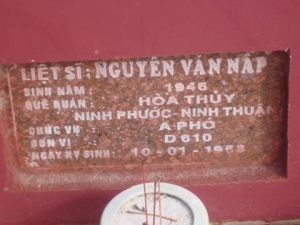 LIỆT SĨ : NGUYỄN VĂN NẬP
SINH NĂM : 1946
QUÊ QUÁN : HÒA THỦY
NINH PHƯỚC - NINH THUẬN
CHỨC VỤ : A PHÓ
ĐƠN VỊ : D 610
NGÀY HY SINH : 10-01-1968